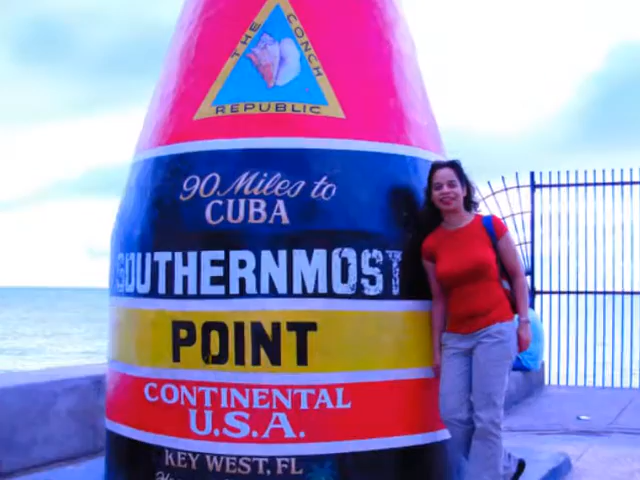 THE CONCH
REPUBLIC
90 Miles to
CUBA
SOUTHERNMOST
POINT
CONTINENTAL
U.S.A.
KEY WEST, FL